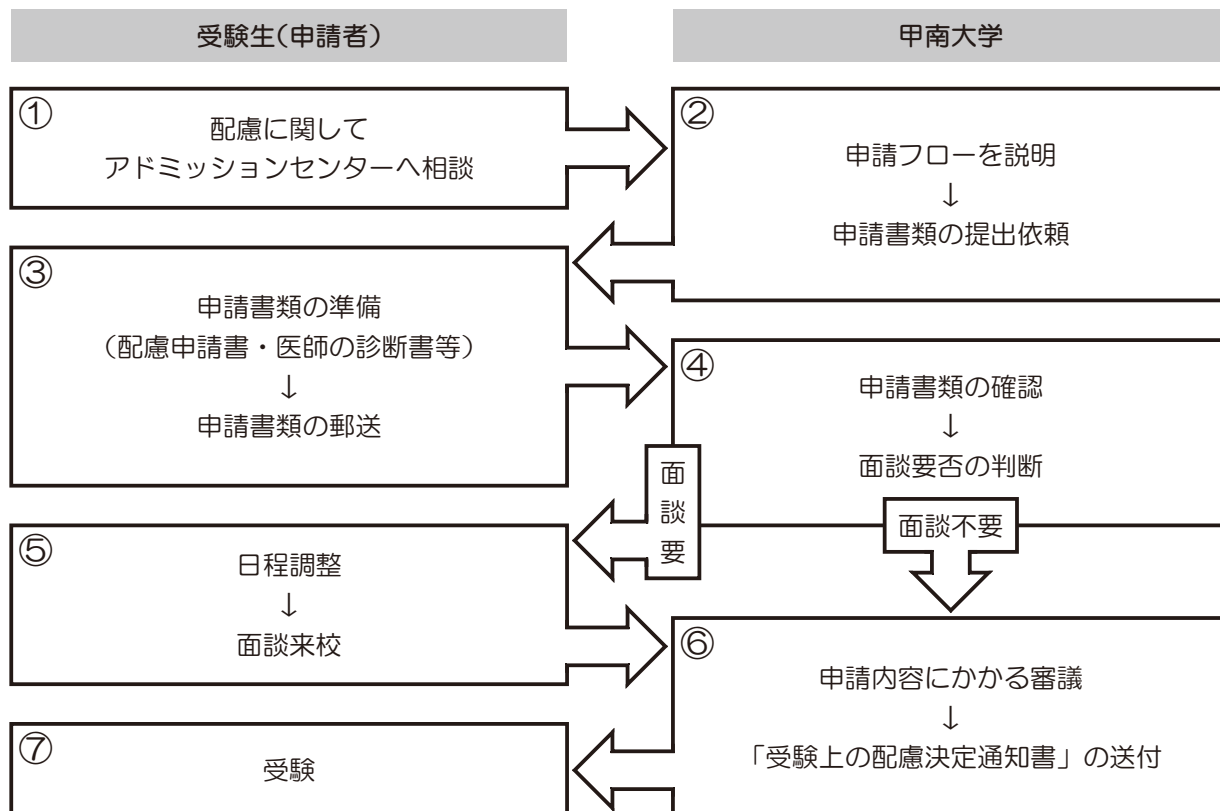 受験生（申請者）
甲南大学
①
配慮に関して
アドミッションセンターへ相談
②
申請フローを説明
↓
申請書類の提出依頼
③
申請書類の準備
（配慮申請書・医師の診断書等）
↓
申請書類の郵送
④
申請書類の確認
↓
面談要否の判断
面談要
面談不要
⑤
日程調整
↓
面談来校
⑥
申請内容にかかる審議
↓
「受験上の配慮決定通知書」の送付
⑦
受験